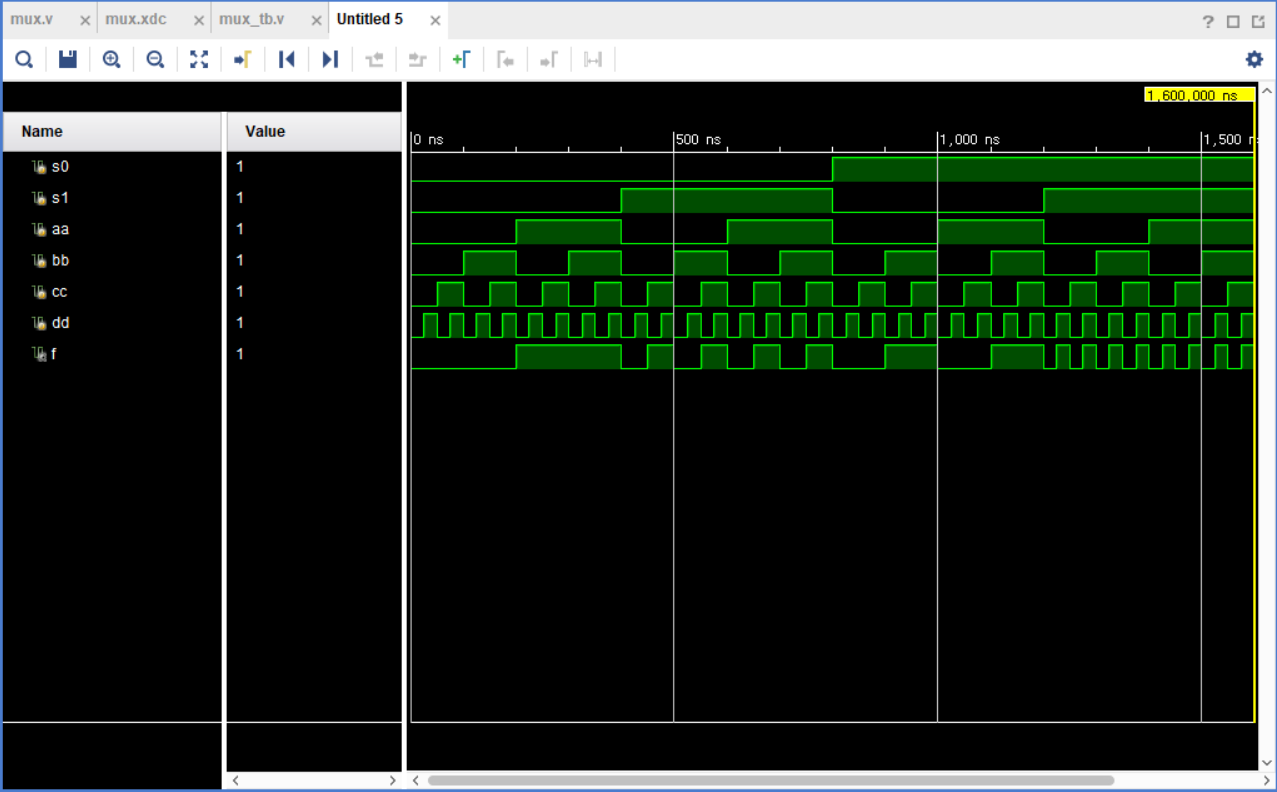 mux.v × mux.xdc × mux_tb.v × Untitled 5 × ?
1,600,000 ns
Name Value
0 ns 500 ns 1,000 ns 1,500 n
s0 1
s1 1
aa 1
bb 1
cc 1
dd 1
f 1